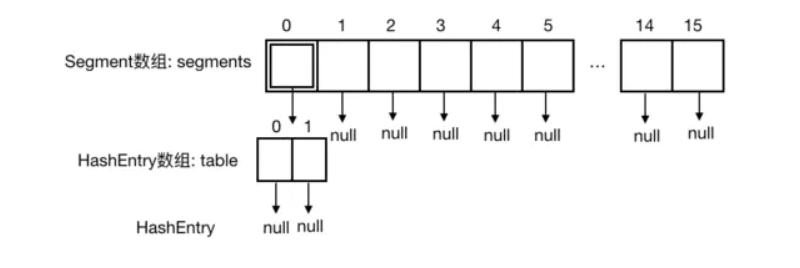 0 1 2 3 4 5 14 15
Segment数组: segments
...
0 1
null null null null null null null
HashEntry数组: table
HashEntry null null